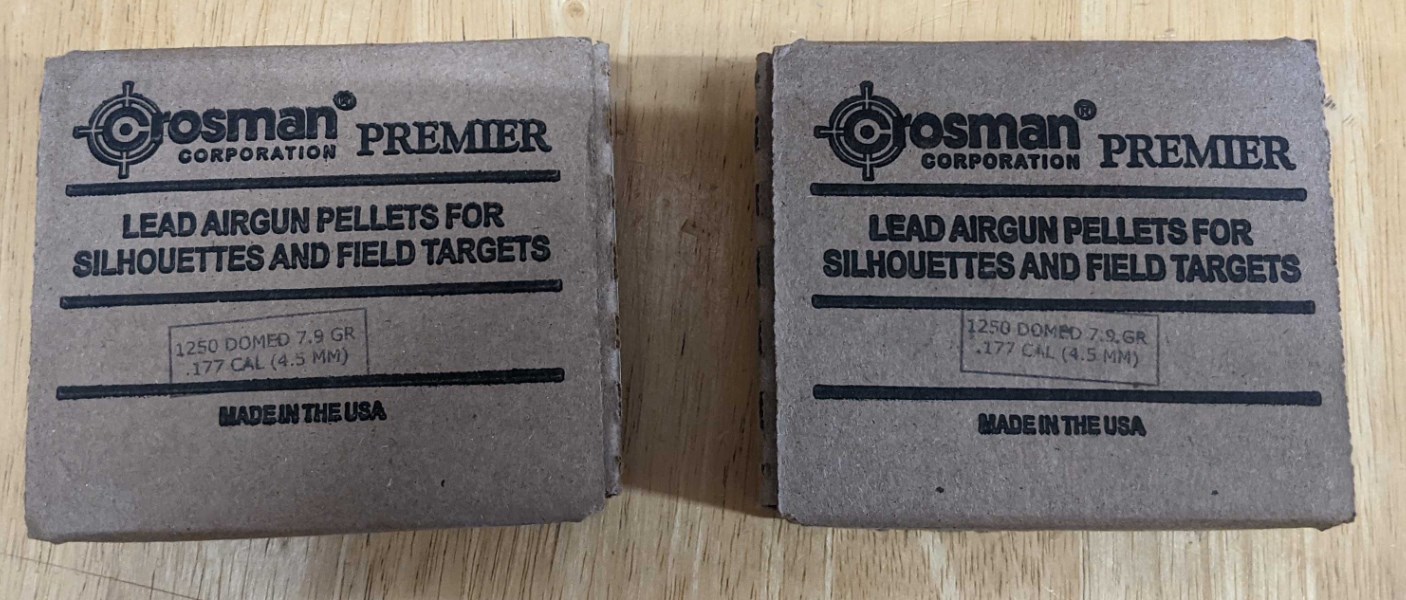 Crosman® PREMIER
CORPORATION
LEAD AIRGUN PELLETS FOR
SILHOUETTES AND FIELD TARGETS
1250 DOMED 7.9 GR
.177 CAL (4.5 MM)
MADE IN THE USA
Crosman® PREMIER
CORPORATION
LEAD AIRGUN PELLETS FOR
SILHOUETTES AND FIELD TARGETS
1250 DOMED 7.9 GR
.177 CAL (4.5 MM)
MADE IN THE USA